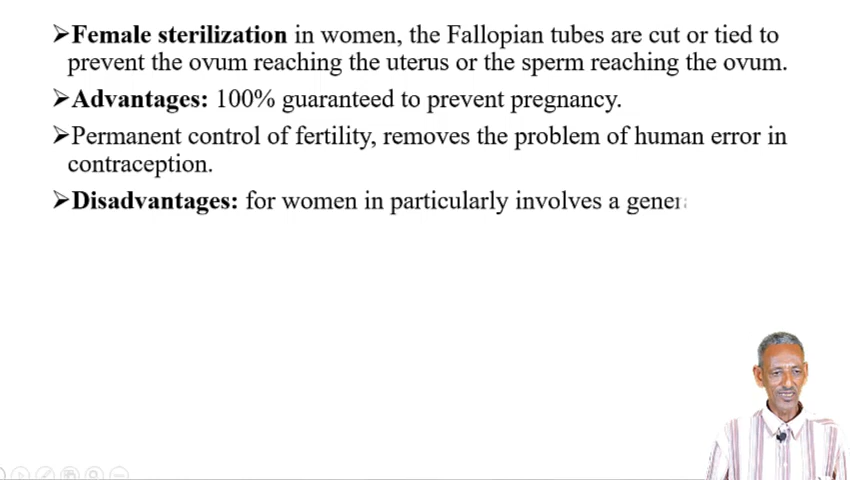 ➢Female sterilization in women, the Fallopian tubes are cut or tied to
prevent the ovum reaching the uterus or the sperm reaching the ovum.
➢Advantages: 100% guaranteed to prevent pregnancy.
➢Permanent control of fertility, removes the problem of human error in
contraception.
➢Disadvantages: for women in particularly involves a gener